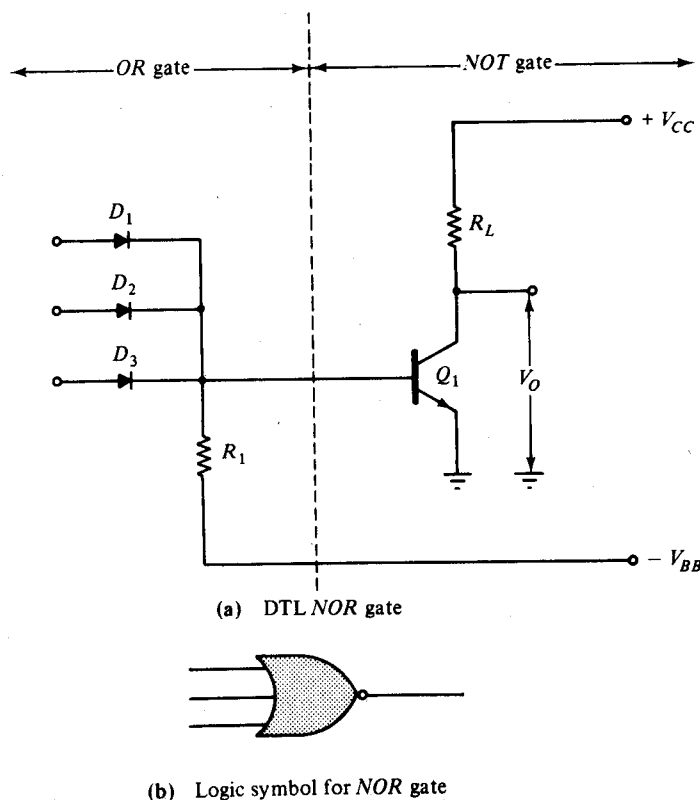 OR gate NOT gate
+ V_CC
D_1
R_L
D_2
D_3
Q_1
V_O
R_1
− V_BB
(a) DTL NOR gate
(b) Logic symbol for NOR gate